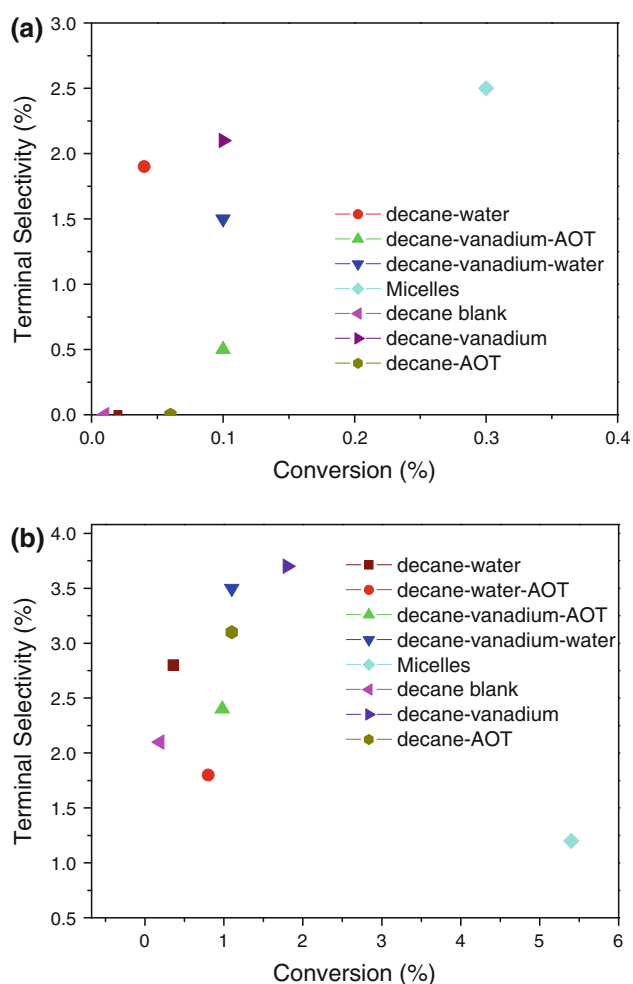 (a)
3.0
2.5
2.0
1.5
1.0
0.5
0.0
Terminal Selectivity (%)
decane-water
decane-vanadium-AOT
decane-vanadium-water
Micelles
decane blank
decane-vanadium
decane-AOT
0.0 0.1 0.2 0.3 0.4
Conversion (%)
(b)
4.0
3.5
3.0
2.5
2.0
1.5
1.0
0.5
Terminal Selectivity (%)
decane-water
decane-water-AOT
decane-vanadium-AOT
decane-vanadium-water
Micelles
decane blank
decane-vanadium
decane-AOT
0 1 2 3 4 5 6
Conversion (%)